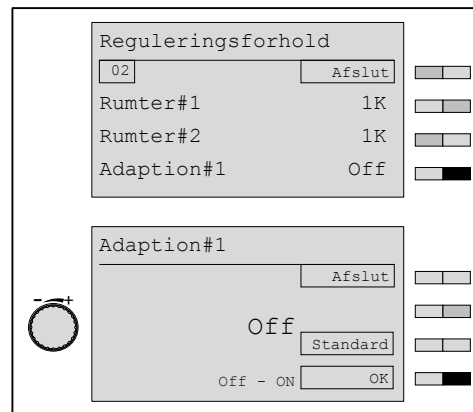 Reguleringsforhold
02 Afslut
Rumter#1 1K
Rumter#2 1K
Adaption#1 Off
Adaption#1
Afslut
- +
Off
Standard
Off - ON OK